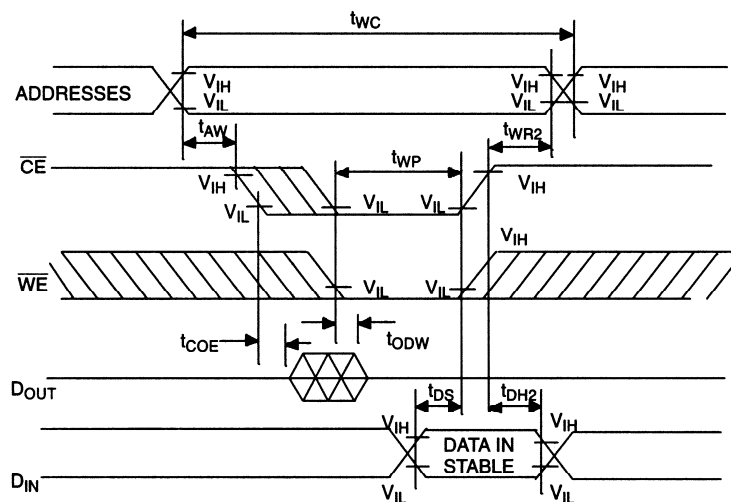 tWC
ADDRESSES
VIH
VIL
VIH
VIL
VIH
VIL
tAW
tWR2
CE
VIH
VIL
tWP
VIL
VIL
VIH
WE
VIH
VIL
VIL
tCOE
tODW
DOUT
tDS
tDH2
DIN
VIH
VIL
DATA IN
STABLE
VIH
VIL